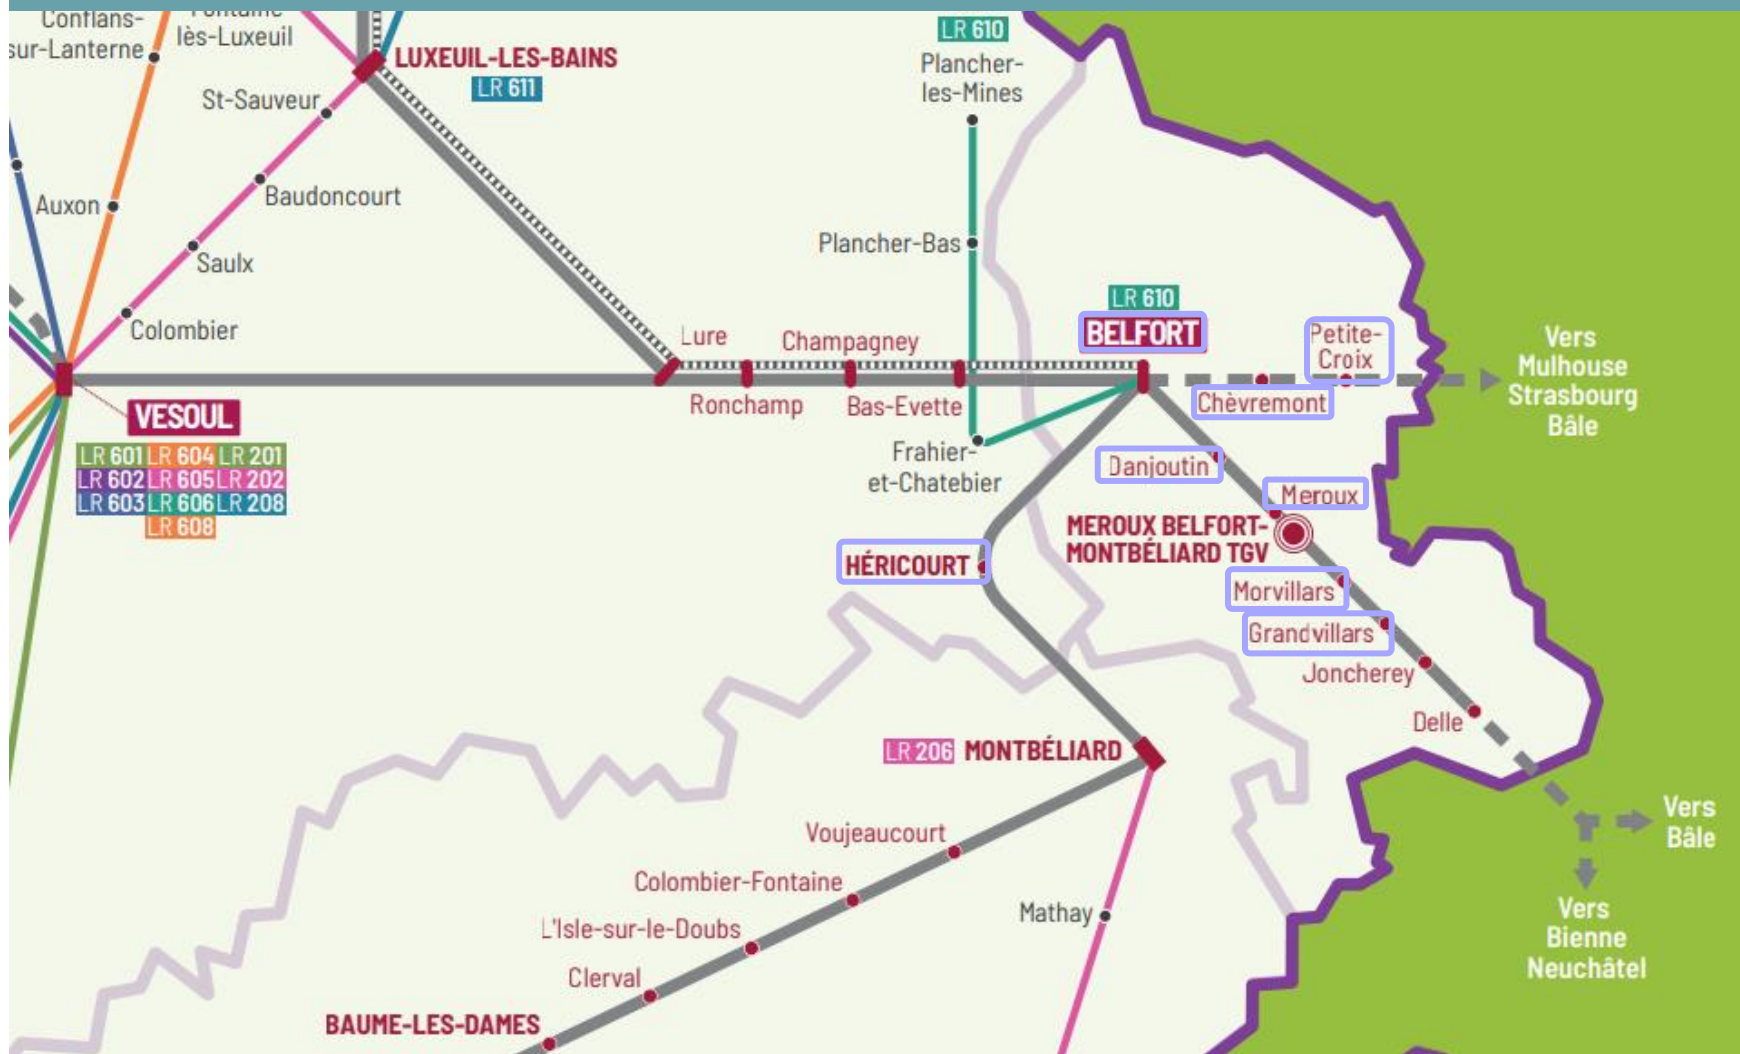 Conflans-
sur-Lanterne
Fontaine-
lès-Luxeuil
LUXEUIL-LES-BAINS
LR 611
St-Sauveur
Auxon
Baudoncourt
Saulx
Colombier
LR 610
Plancher-
les-Mines
Plancher-Bas
LR 610
BELFORT
Petite-
Croix
Vers
Mulhouse
Strasbourg
Bâle
Lure
Champagney
Ronchamp
Bas-Evette
Chèvremont
VESOUL
LR 601 LR 604 LR 201
LR 602 LR 605 LR 202
LR 603 LR 606 LR 208
LR 608
Frahier-
et-Chatebier
Danjoutin
Meroux
MEROUX BELFORT-
MONTBÉLIARD TGV
HÉRICOURT
Morvillars
Grandvillars
Joncherey
Delle
LR 206 MONTBÉLIARD
Vers
Bâle
Voujeaucourt
Colombier-Fontaine
L'Isle-sur-le-Doubs
Clerval
BAUME-LES-DAMES
Mathay
Vers
Bienne
Neuchâtel